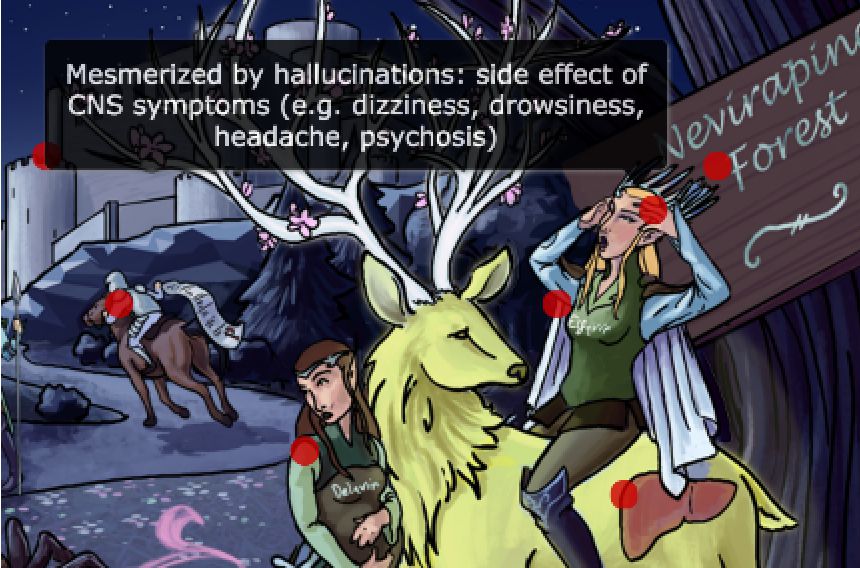 Mesmerized by hallucinations: side effect of
CNS symptoms (e.g. dizziness, drowsiness,
headache, psychosis)
Nevirapine
Forest